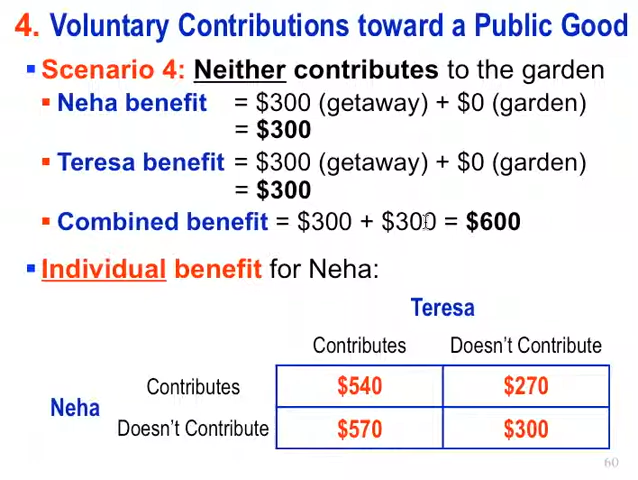 4. Voluntary Contributions toward a Public Good
▪ Scenario 4: Neither contributes to the garden
▪ Neha benefit = $300 (getaway) + $0 (garden)
= $300
▪ Teresa benefit = $300 (getaway) + $0 (garden)
= $300
▪ Combined benefit = $300 + $300 = $600
▪ Individual benefit for Neha:
Teresa
Contributes Doesn't Contribute
Contributes $540 $270
Neha
Doesn't Contribute $570 $300
60